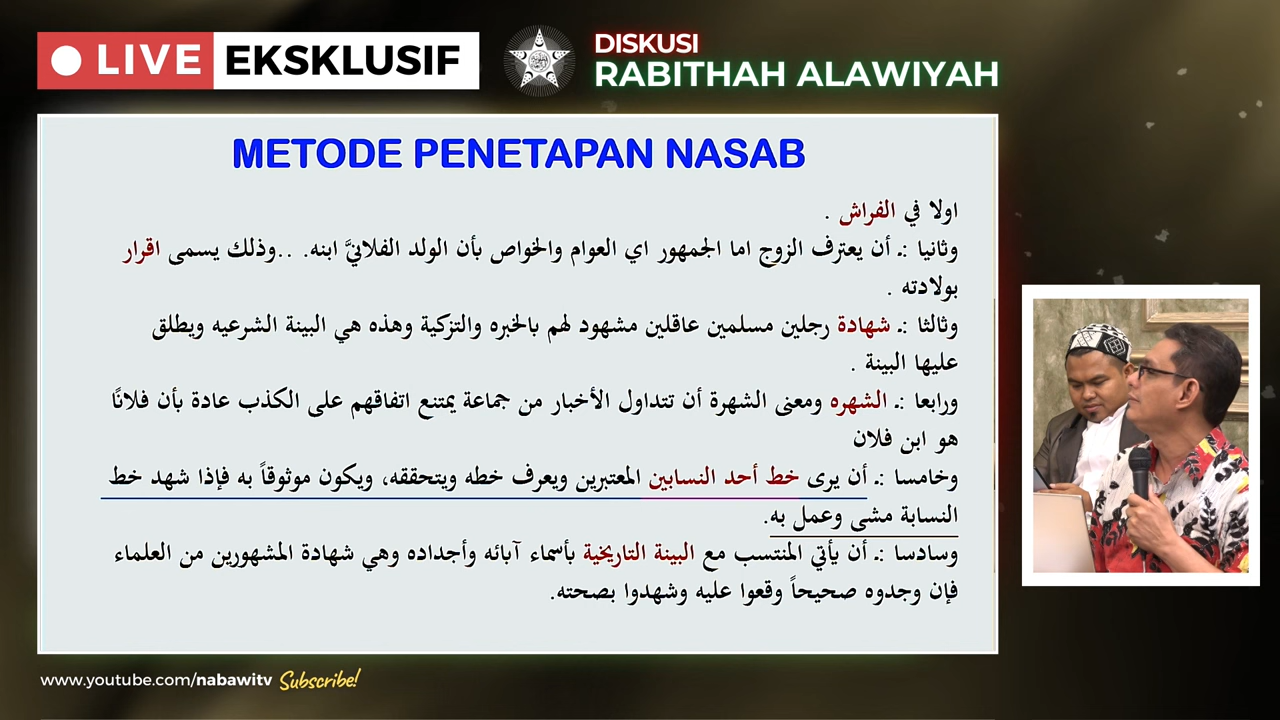 LIVE EKSKLUSIF
DISKUSI
RABITHAH ALAWIYAH
METODE PENETAPAN NASAB
اولا في الفراش .
وثانيا :ـ أن يعترف الزوج اما الجمهور اي العوام والخواص بأن الولد الفلانيَّ ابنه. ..وذلك يسمى اقرار
بولادته .
وثالثا :ـ شهادة رجلين مسلمين عاقلين مشهود لهم بالخبره والتزكية وهذه هي البينة الشرعيه ويطلق
عليها البينة .
ورابعا :ـ الشهره ومعنى الشهرة أن تتداول الأخبار من جماعة يمتنع اتفاقهم على الكذب عادة بأن فلانًا
هو ابن فلان
وخامسا :ـ أن يرى خط أحد النسابين المعتبرين ويعرف خطه ويتحققه، ويكون موثوقاً به فإذا شهد خط
النسابة مشى وعمل به.
وسادسا :ـ أن يأتي المنتسب مع البينة التاريخية بأسماء آبائه وأجداده وهي شهادة المشهورين من العلماء
فإن وجدوه صحيحاً وقعوا عليه وشهدوا بصحته.
www.youtube.com/nabawitv Subscribe!